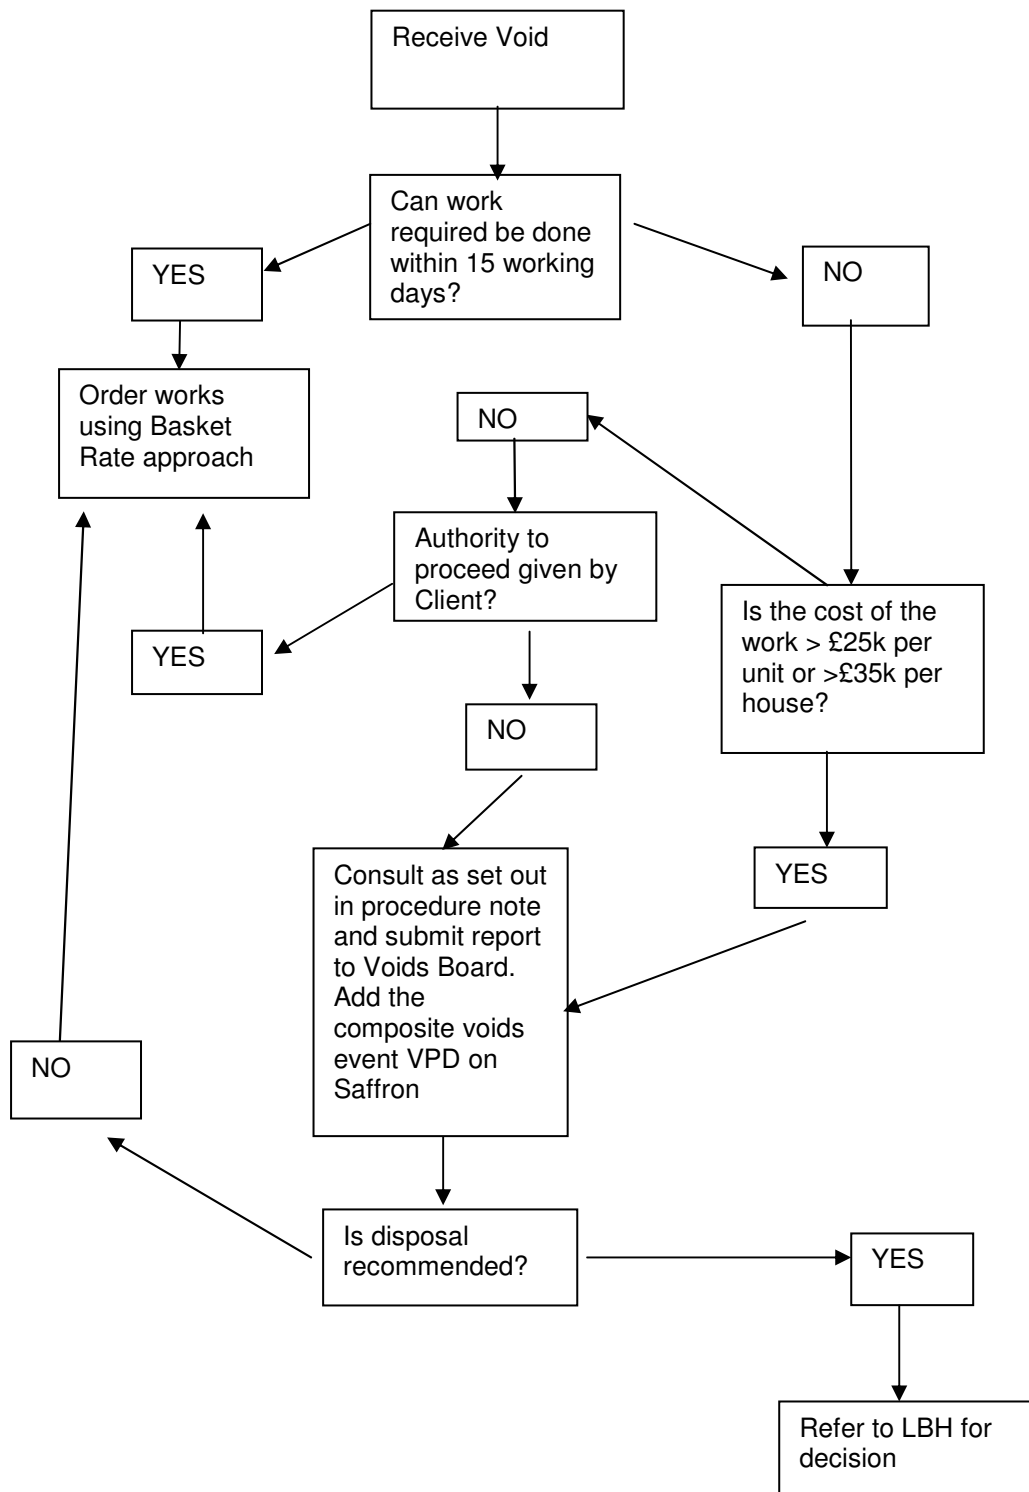 Receive Void
Can work
required be done
within 15 working
days?
YES
NO
Order works
using Basket
Rate approach
NO
Authority to
proceed given by
Client?
Is the cost of the
work > £25k per
unit or >£35k per
house?
YES
NO
YES
Consult as set out
in procedure note
and submit report
to Voids Board.
Add the
composite voids
event VPD on
Saffron
NO
Is disposal
recommended?
YES
Refer to LBH for
decision